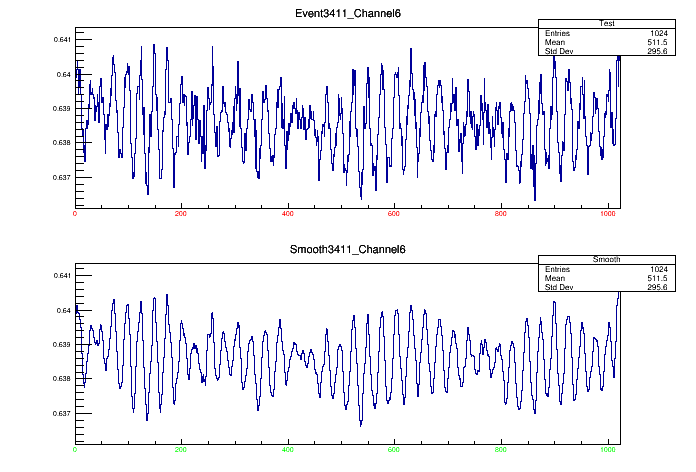 Event3411_Channel6
Test
Entries 1024
Mean 511.5
Std Dev 295.6
0.641
0.64
0.639
0.638
0.637
0 200 400 600 800 1000
Smooth3411_Channel6
Smooth
Entries 1024
Mean 511.5
Std Dev 295.6
0.641
0.64
0.639
0.638
0.637
0 200 400 600 800 1000